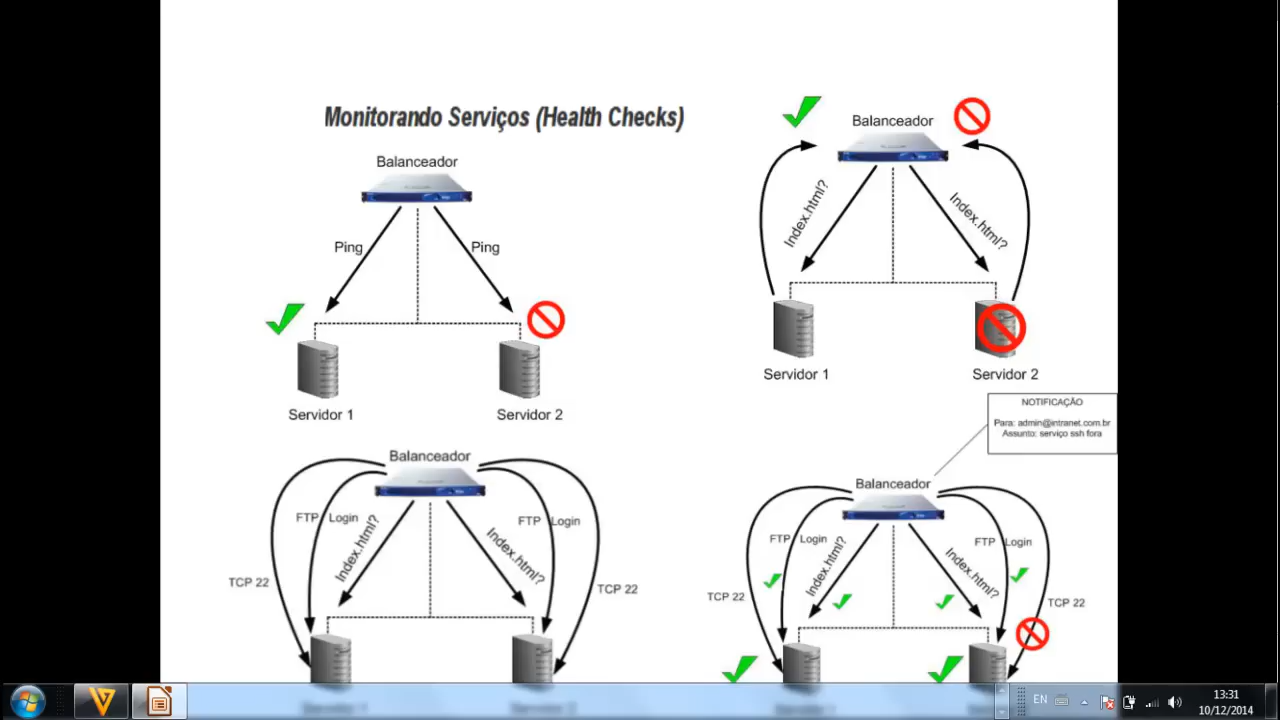 Monitorando Serviços (Health Checks)
Balanceador
Ping
Ping
Servidor 1
Servidor 2
Balanceador
Index.html?
Index.html?
Servidor 1
Servidor 2
Balanceador
FTP Login
FTP Login
Index.html?
Index.html?
TCP 22
TCP 22
NOTIFICAÇÃO
Para: admin@intranet.com.br
Assunto: serviço ssh fora
Balanceador
FTP Login
FTP Login
Index.html?
Index.html?
TCP 22
TCP 22
EN
13:31
10/12/2014